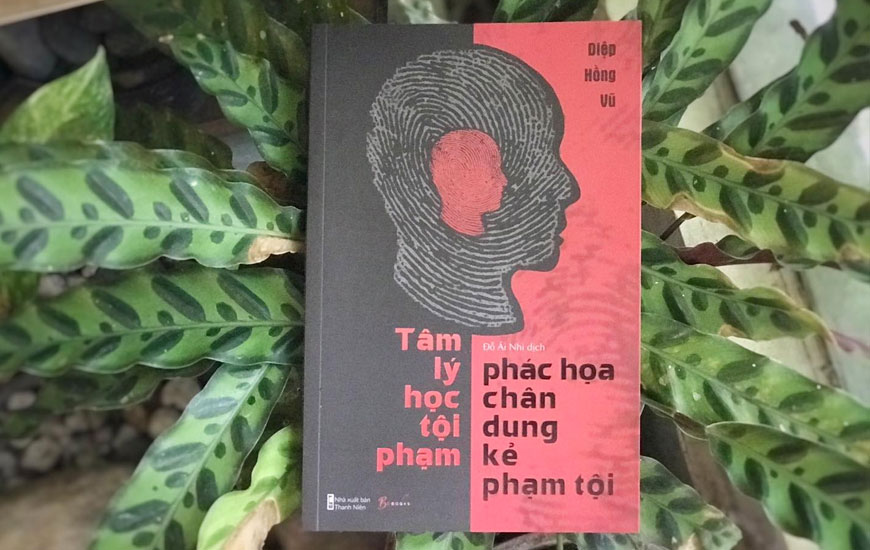 Diệp
Hồng
Vũ
Tâm
lý
học
tội
phạm
Đỗ Ái Nhi dịch
phác họa
chân
dung
kẻ
phạm tội
Nhà xuất bản
Thanh Niên
BOOKS